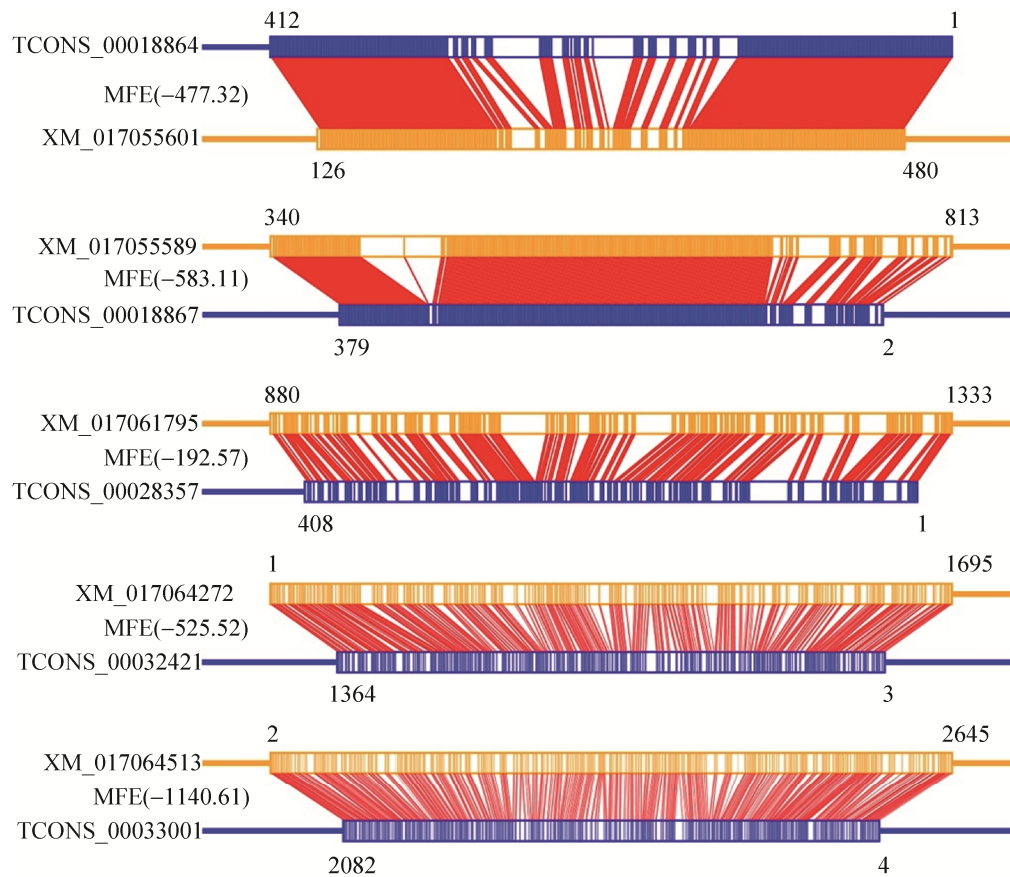 412 1
TCONS_00018864
MFE(−477.32)
XM_017055601
126 480
340 813
XM_017055589
MFE(−583.11)
TCONS_00018867
379 2
880 1333
XM_017061795
MFE(−192.57)
TCONS_00028357
408 1
1 1695
XM_017064272
MFE(−525.52)
TCONS_00032421
1364 3
2 2645
XM_017064513
MFE(−1140.61)
TCONS_00033001
2082 4